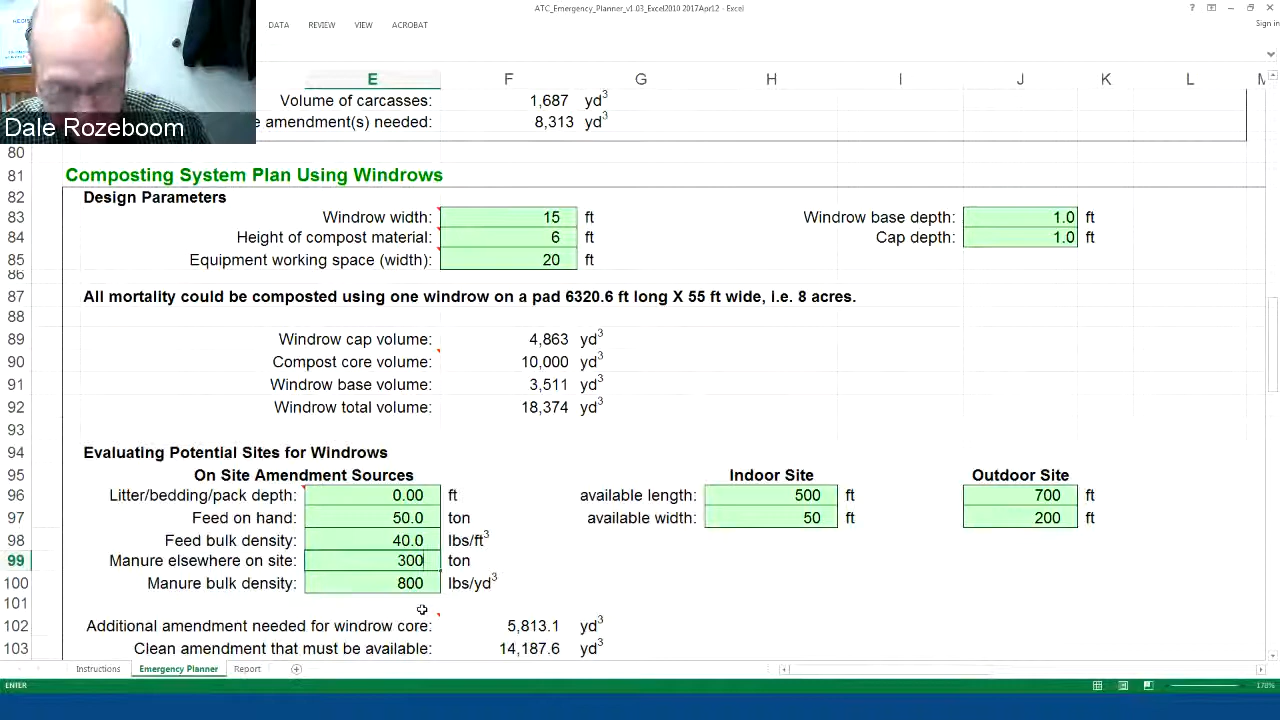 ATC_Emergency_Planner_v1.03_Excel2010 2017Apr12 - Excel
DATA REVIEW VIEW ACROBAT
Sign in
E F G H I J K L M
Dale Rozeboom
Volume of carcasses: 1,687 yd3
e amendment(s) needed: 8,313 yd3
80
81 Composting System Plan Using Windrows
82 Design Parameters
83 Windrow width: 15 ft Windrow base depth: 1.0 ft
84 Height of compost material: 6 ft Cap depth: 1.0 ft
85 Equipment working space (width): 20 ft
86
87 All mortality could be composted using one windrow on a pad 6320.6 ft long X 55 ft wide, I.e. 8 acres.
88
89 Windrow cap volume: 4,863 yd3
90 Compost core volume: 10,000 yd3
91 Windrow base volume: 3,511 yd3
92 Windrow total volume: 18,374 yd3
93
94 Evaluating Potential Sites for Windrows
95 On Site Amendment Sources Indoor Site Outdoor Site
96 Litter/bedding/pack depth: 0.00 ft available length: 500 ft 700 ft
97 Feed on hand: 50.0 ton available width: 50 ft 200 ft
98 Feed bulk density: 40.0 lbs/ft3
99 Manure elsewhere on site: 300 ton
100 Manure bulk density: 800 lbs/yd3
101
102 Additional amendment needed for windrow core: 5,813.1 yd3
103 Clean amendment that must be available: 14,187.6 yd3
Instructions Emergency Planner Report
ENTER 178%